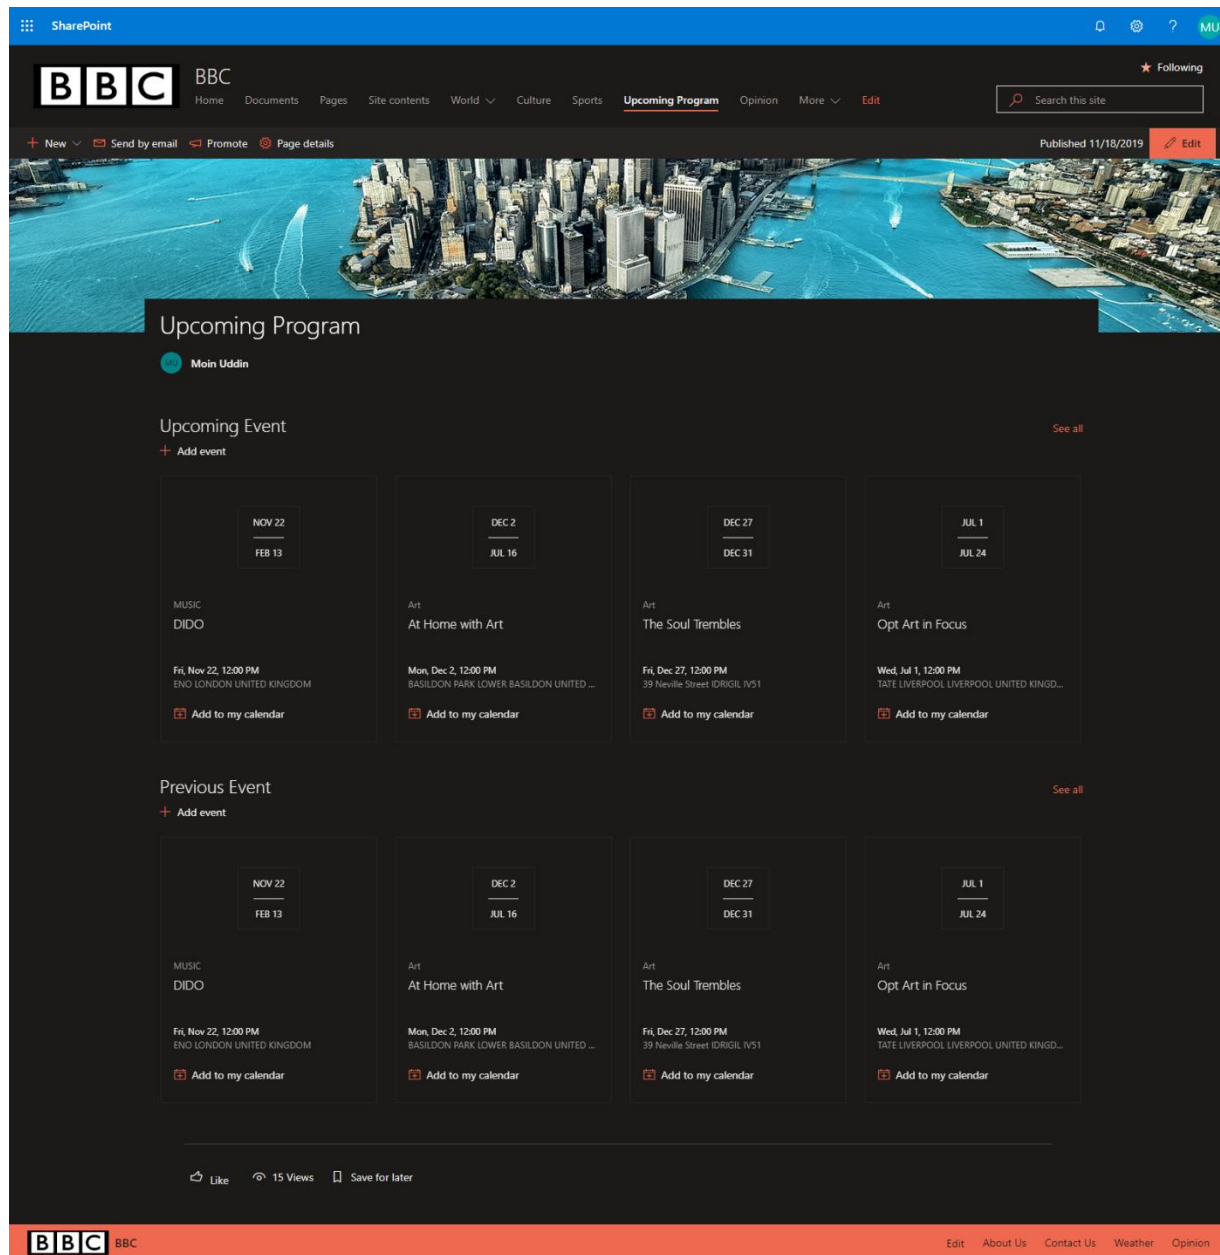 SharePoint
MU
BBC
BBC
Following
Home Documents Pages Site contents World Culture Sports Upcoming Program Opinion More Edit
Search this site
New Send by email Promote Page details
Published 11/18/2019 Edit
Upcoming Program
MU Moin Uddin
Upcoming Event
See all
Add event
NOV 22 DEC 2 DEC 27 JUL 1
FEB 13 JUL 16 DEC 31 JUL 24
MUSIC Art Art Art
DIDO At Home with Art The Soul Trembles Opt Art in Focus
Fri, Nov 22, 12:00 PM Mon, Dec 2, 12:00 PM Fri, Dec 27, 12:00 PM Wed, Jul 1, 12:00 PM
ENO LONDON UNITED KINGDOM BASILDON PARK LOWER BASILDON UNITED ... 39 Neville Street IDRIGIL IV51 TATE LIVERPOOL LIVERPOOL UNITED KINGD...
Add to my calendar Add to my calendar Add to my calendar Add to my calendar
Previous Event
See all
Add event
NOV 22 DEC 2 DEC 27 JUL 1
FEB 13 JUL 16 DEC 31 JUL 24
MUSIC Art Art Art
DIDO At Home with Art The Soul Trembles Opt Art in Focus
Fri, Nov 22, 12:00 PM Mon, Dec 2, 12:00 PM Fri, Dec 27, 12:00 PM Wed, Jul 1, 12:00 PM
ENO LONDON UNITED KINGDOM BASILDON PARK LOWER BASILDON UNITED ... 39 Neville Street IDRIGIL IV51 TATE LIVERPOOL LIVERPOOL UNITED KINGD...
Add to my calendar Add to my calendar Add to my calendar Add to my calendar
Like 15 Views Save for later
BBC BBC
Edit About Us Contact Us Weather Opinion